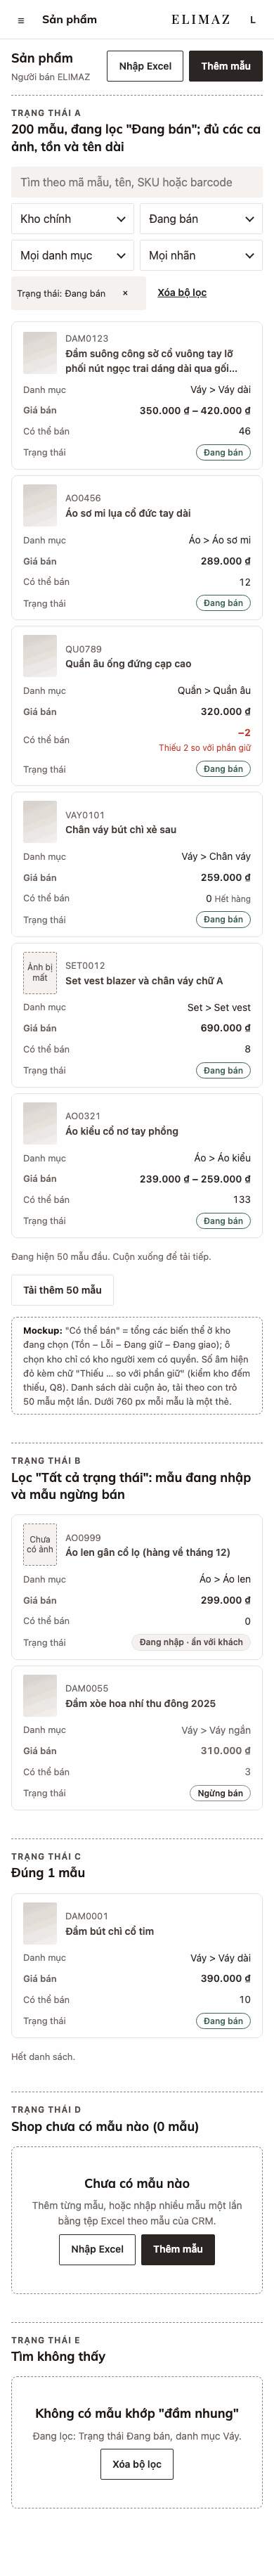 ≡ Sản phẩm ELIMAZ L
Sản phẩm
Người bán ELIMAZ
Nhập Excel
Thêm mẫu
TRẠNG THÁI A
200 mẫu, đang lọc "Đang bán"; đủ các ca
ảnh, tồn và tên dài
Tìm theo mã mẫu, tên, SKU hoặc barcode
Kho chính
Đang bán
Mọi danh mục
Mọi nhãn
Trạng thái: Đang bán ×
Xóa bộ lọc
DAM0123
Đầm suông công sở cổ vuông tay lỡ
phối nút ngọc trai dáng dài qua gối...
Danh mục Váy > Váy dài
Giá bán 350.000 ₫ – 420.000 ₫
Có thể bán 46
Trạng thái Đang bán
AO0456
Áo sơ mi lụa cổ đức tay dài
Danh mục Áo > Áo sơ mi
Giá bán 289.000 ₫
Có thể bán 12
Trạng thái Đang bán
QU0789
Quần âu ống đứng cạp cao
Danh mục Quần > Quần âu
Giá bán 320.000 ₫
Có thể bán −2
Thiếu 2 so với phần giữ
Trạng thái Đang bán
VAY0101
Chân váy bút chì xẻ sau
Danh mục Váy > Chân váy
Giá bán 259.000 ₫
Có thể bán 0 Hết hàng
Trạng thái Đang bán
Ảnh bị
mất
SET0012
Set vest blazer và chân váy chữ A
Danh mục Set > Set vest
Giá bán 690.000 ₫
Có thể bán 8
Trạng thái Đang bán
AO0321
Áo kiểu cổ nơ tay phồng
Danh mục Áo > Áo kiểu
Giá bán 239.000 ₫ – 259.000 ₫
Có thể bán 133
Trạng thái Đang bán
Đang hiện 50 mẫu đầu. Cuộn xuống để tải tiếp.
Tải thêm 50 mẫu
Mockup: "Có thể bán" = tổng các biến thể ở kho
đang chọn (Tồn – Lỗi – Đang giữ – Đang giao); ô
chọn kho chỉ có kho người xem có quyền. Số âm hiện
đỏ kèm chữ "Thiếu ... so với phần giữ" (kiểm kho đếm
thiếu, Q8). Danh sách dài cuộn ảo, tải theo con trỏ
50 mẫu một lần. Dưới 760 px mỗi mẫu là một thẻ.
TRẠNG THÁI B
Lọc "Tất cả trạng thái": mẫu đang nhập
và mẫu ngừng bán
Chưa
có ảnh
AO0999
Áo len gân cổ lọ (hàng về tháng 12)
Danh mục Áo > Áo len
Giá bán 299.000 ₫
Có thể bán 0
Trạng thái Đang nhập · ẩn với khách
DAM0055
Đầm xòe hoa nhí thu đông 2025
Danh mục Váy > Váy ngắn
Giá bán 310.000 ₫
Có thể bán 3
Trạng thái Ngừng bán
TRẠNG THÁI C
Đúng 1 mẫu
DAM0001
Đầm bút chì cổ tim
Danh mục Váy > Váy dài
Giá bán 390.000 ₫
Có thể bán 10
Trạng thái Đang bán
Hết danh sách.
TRẠNG THÁI D
Shop chưa có mẫu nào (0 mẫu)
Chưa có mẫu nào
Thêm từng mẫu, hoặc nhập nhiều mẫu một lần
bằng tệp Excel theo mẫu của CRM.
Nhập Excel
Thêm mẫu
TRẠNG THÁI E
Tìm không thấy
Không có mẫu khớp "đầm nhung"
Đang lọc: Trạng thái Đang bán, danh mục Váy.
Xóa bộ lọc